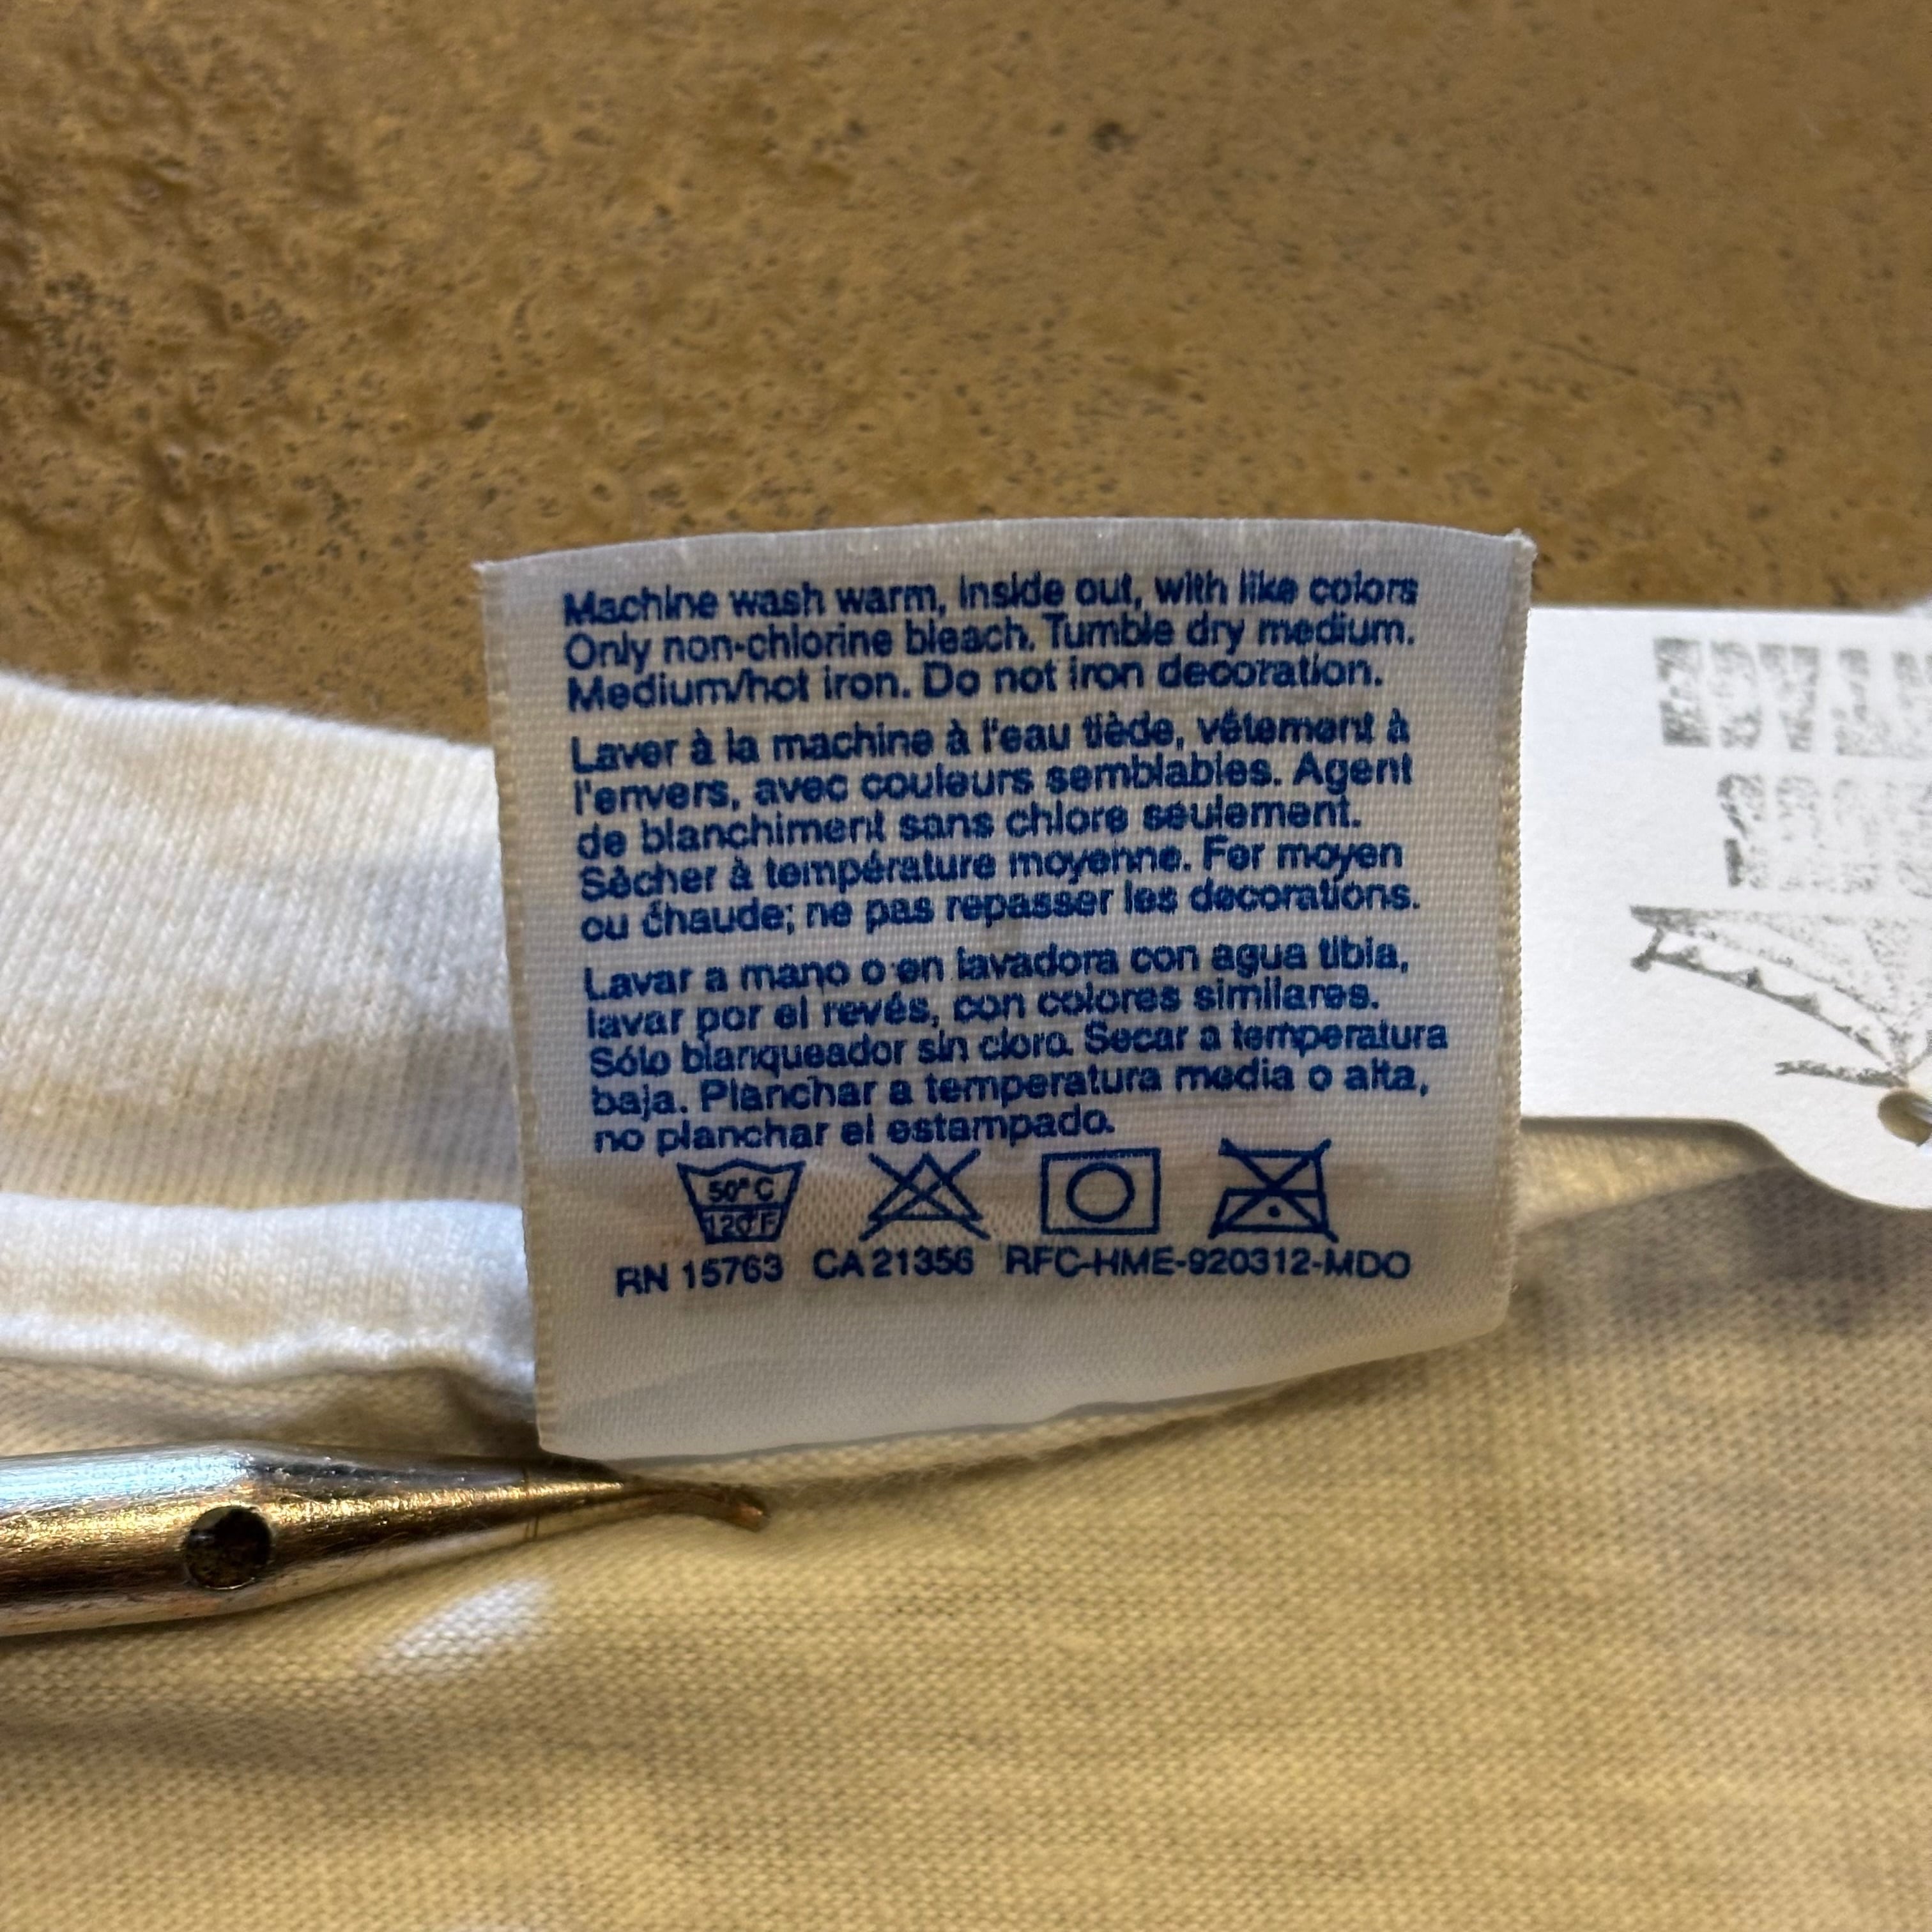 Machine wash warm, inside out, with like colors
Only non-chlorine bleach. Tumble dry medium.
Medium/hot iron. Do not iron decoration.
Laver à la machine à l'eau tiède, vêtement à
l'envers, avec couleurs semblables. Agent
de blanchiment sans chlore seulement.
Sècher à température moyenne. Fer moyen
ou chaude; ne pas repasser les decorations.
Lavar a mano o en lavadora con agua tibia,
lavar por el revés, con colores similares.
Sólo blanqueador sin cloro. Secar a temperatura
baja. Planchar a temperatura media o alta,
no planchar el estampado.
50°C
120°F
RN 15763 CA 21356 RFC-HME-920312-MDO